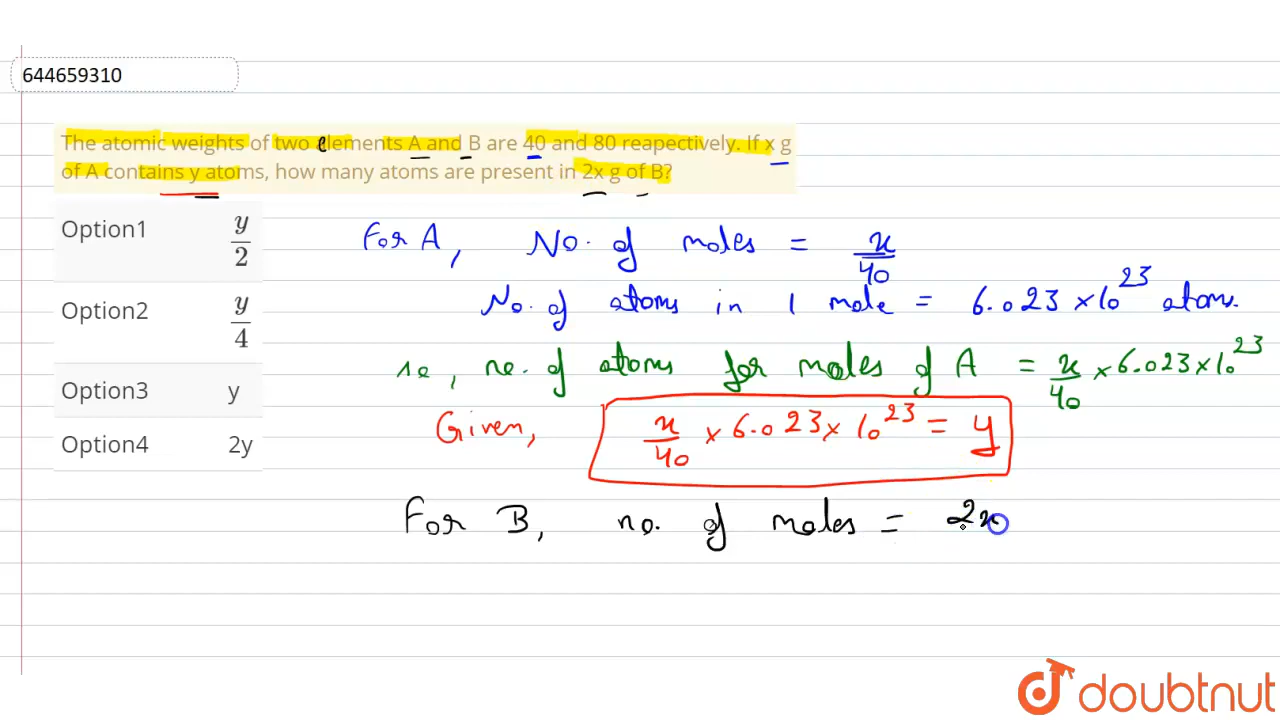 644659310
The atomic weights of two elements A and B are 40 and 80 reapectively. If x g
of A contains y atoms, how many atoms are present in 2x g of B?
Option1 y/2
Option2 y/4
Option3 y
Option4 2y
For A, No. of moles = x/40
No. of atoms in 1 mole = 6.023 × 10^23 atoms.
ie, no. of atoms for moles of A = x/40 × 6.023 × 10^23
Given, x/40 × 6.023 × 10^23 = y
For B, no. of moles = 2x
doubtnut